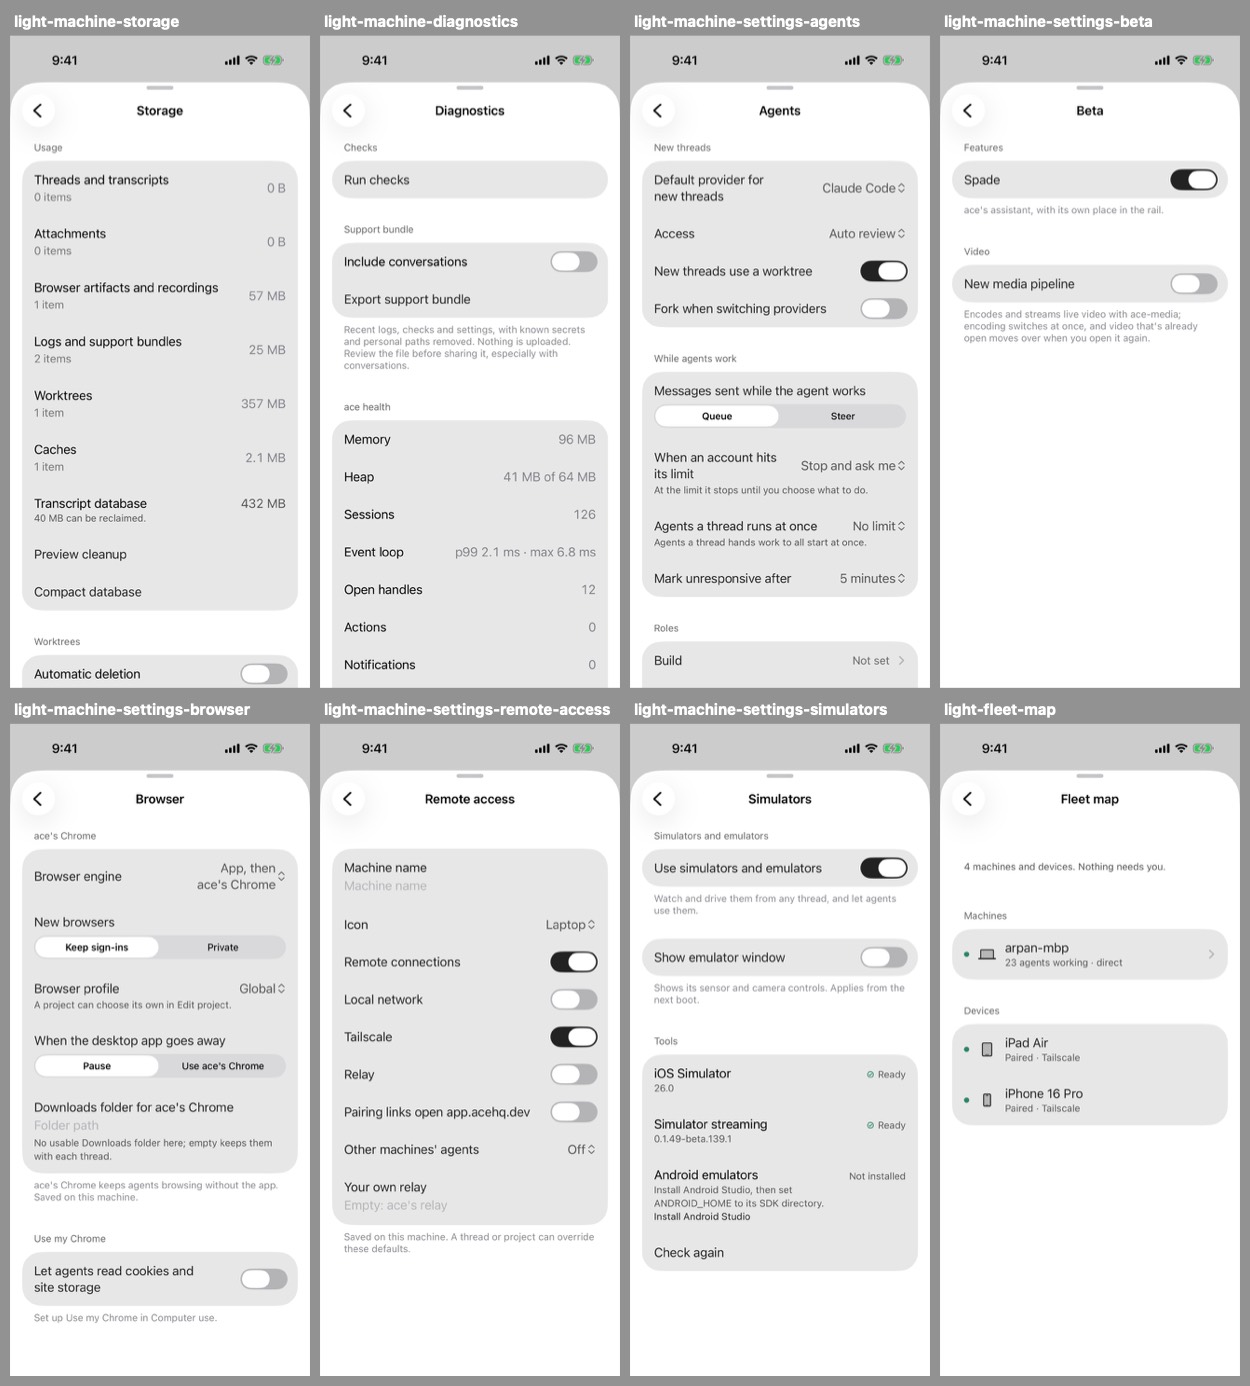 light-machine-storage
9:41
Storage
Usage
Threads and transcripts
0 items
0 B
Attachments
0 items
0 B
Browser artifacts and recordings
1 item
57 MB
Logs and support bundles
2 items
25 MB
Worktrees
1 item
357 MB
Caches
1 item
2.1 MB
Transcript database
40 MB can be reclaimed.
432 MB
Preview cleanup
Compact database
Worktrees
Automatic deletion
light-machine-diagnostics
9:41
Diagnostics
Checks
Run checks
Support bundle
Include conversations
Export support bundle
Recent logs, checks and settings, with known secrets
and personal paths removed. Nothing is uploaded.
Review the file before sharing it, especially with
conversations.
ace health
Memory
96 MB
Heap
41 MB of 64 MB
Sessions
126
Event loop
p99 2.1 ms · max 6.8 ms
Open handles
12
Actions
0
Notifications
0
light-machine-settings-agents
9:41
Agents
New threads
Default provider for
new threads
Claude Code
Access
Auto review
New threads use a worktree
Fork when switching providers
While agents work
Messages sent while the agent works
Queue
Steer
When an account hits
its limit
Stop and ask me
At the limit it stops until you choose what to do.
Agents a thread runs at once
No limit
Agents a thread hands work to all start at once.
Mark unresponsive after
5 minutes
Roles
Build
Not set
light-machine-settings-beta
9:41
Beta
Features
Spade
ace's assistant, with its own place in the rail.
Video
New media pipeline
Encodes and streams live video with ace-media;
encoding switches at once, and video that's already
open moves over when you open it again.
light-machine-settings-browser
9:41
Browser
ace's Chrome
Browser engine
App, then
ace's Chrome
New browsers
Keep sign-ins
Private
Browser profile
Global
A project can choose its own in Edit project.
When the desktop app goes away
Pause
Use ace's Chrome
Downloads folder for ace's Chrome
Folder path
No usable Downloads folder here; empty keeps them
with each thread.
ace's Chrome keeps agents browsing without the app.
Saved on this machine.
Use my Chrome
Let agents read cookies and
site storage
Set up Use my Chrome in Computer use.
light-machine-settings-remote-access
9:41
Remote access
Machine name
Machine name
Icon
Laptop
Remote connections
Local network
Tailscale
Relay
Pairing links open app.acehq.dev
Other machines' agents
Off
Your own relay
Empty: ace's relay
Saved on this machine. A thread or project can override
these defaults.
light-machine-settings-simulators
9:41
Simulators
Simulators and emulators
Use simulators and emulators
Watch and drive them from any thread, and let agents
use them.
Show emulator window
Shows its sensor and camera controls. Applies from the
next boot.
Tools
iOS Simulator
26.0
Ready
Simulator streaming
0.1.49-beta.139.1
Ready
Android emulators
Not installed
Install Android Studio, then set
ANDROID_HOME to its SDK directory.
Install Android Studio
Check again
light-fleet-map
9:41
Fleet map
4 machines and devices. Nothing needs you.
Machines
arpan-mbp
23 agents working · direct
Devices
iPad Air
Paired · Tailscale
iPhone 16 Pro
Paired · Tailscale